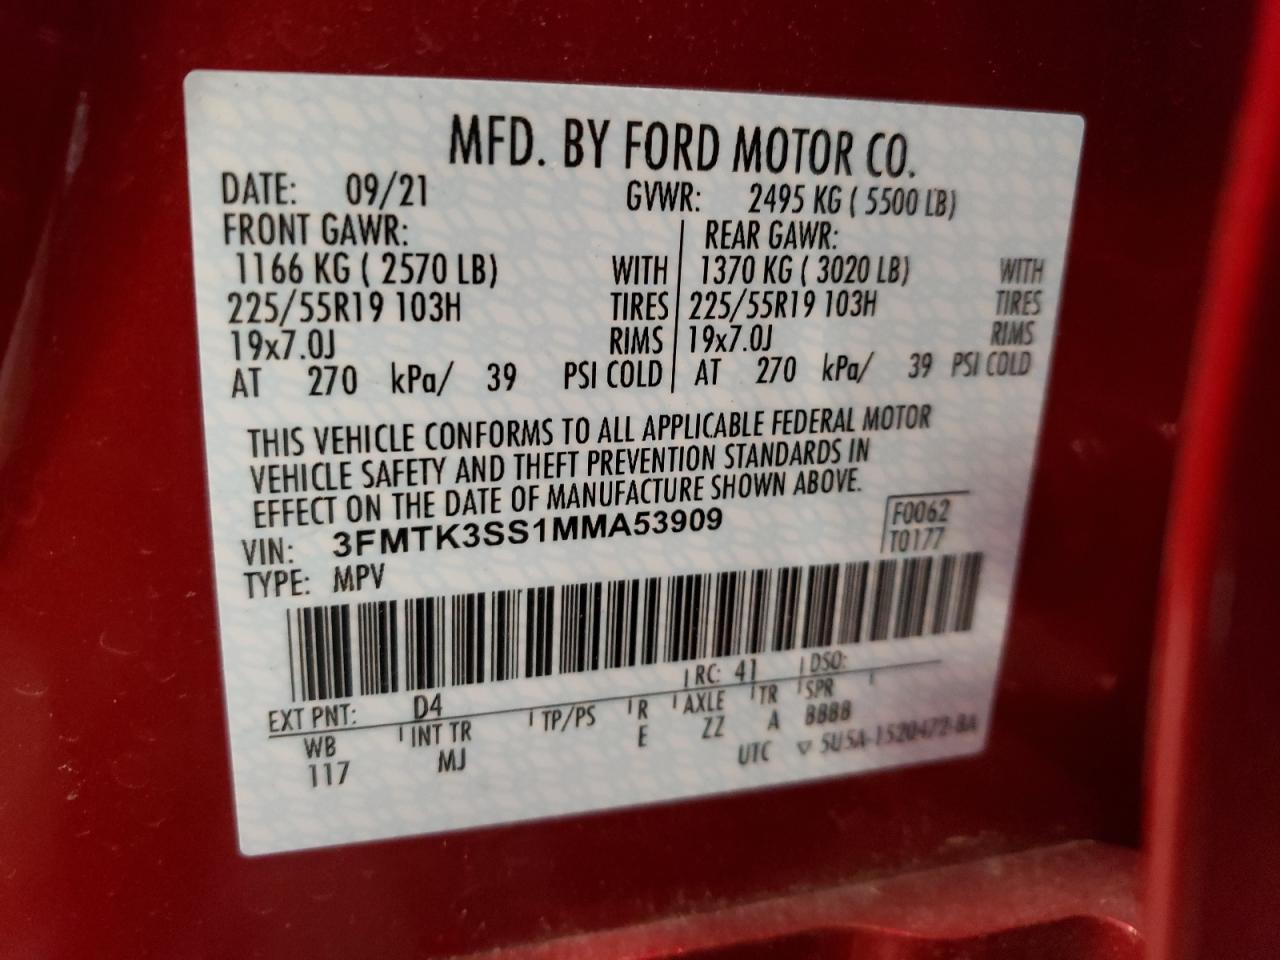 MFD. BY FORD MOTOR CO.
DATE: 09/21 GVWR: 2495 KG ( 5500 LB)
FRONT GAWR: REAR GAWR:
1166 KG ( 2570 LB) WITH 1370 KG ( 3020 LB) WITH
225/55R19 103H TIRES 225/55R19 103H TIRES
19x7.0J RIMS 19x7.0J RIMS
AT 270 kPa/ 39 PSI COLD AT 270 kPa/ 39 PSI COLD
THIS VEHICLE CONFORMS TO ALL APPLICABLE FEDERAL MOTOR
VEHICLE SAFETY AND THEFT PREVENTION STANDARDS IN
EFFECT ON THE DATE OF MANUFACTURE SHOWN ABOVE.
VIN: 3FMTK3SS1MMA53909 F0062
TYPE: MPV T0177
EXT PNT: D4 RC: 41 DSO:
WB INT TR TP/PS R AXLE TR SPR
117 MJ E ZZ A 8888
UTC ▽ 5U5A-1520472-BA